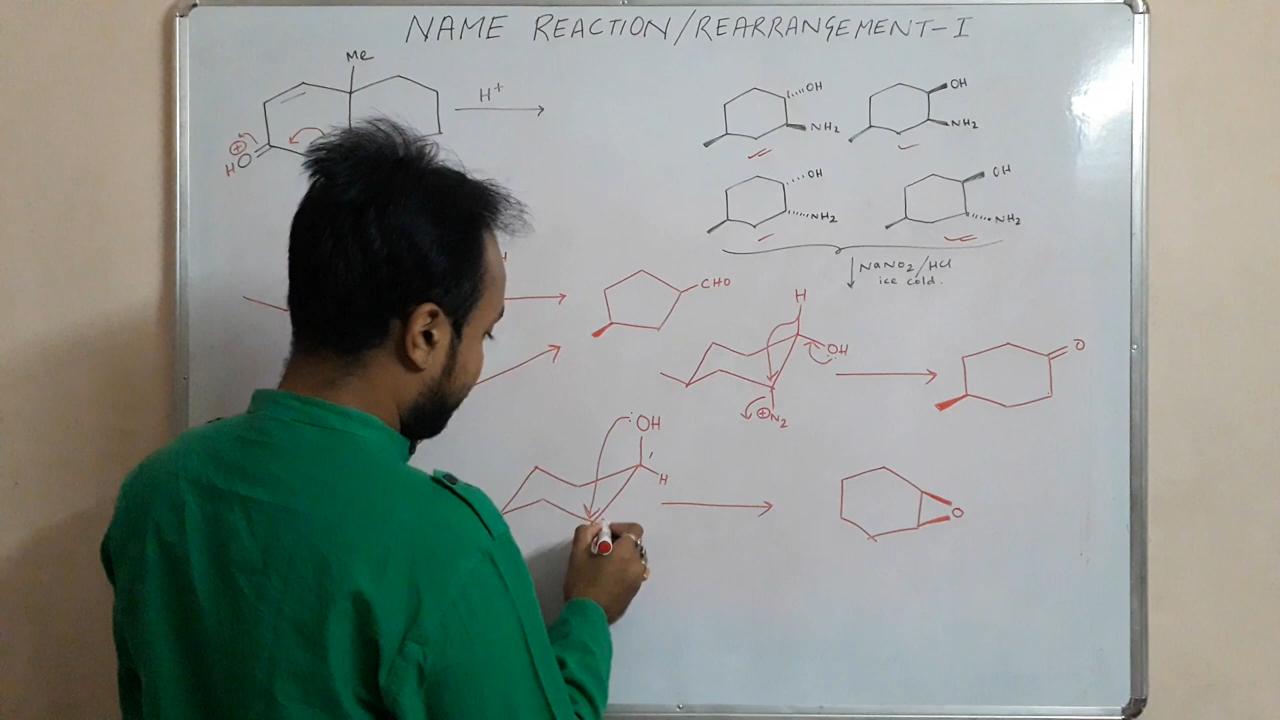 NAME REACTION/REARRANGEMENT-I
Me
H+
⊕
HO
OH
NH2
OH
NH2
OH
NH2
OH
NH2
NaNO2/HCl
ice cold.
CHO
H
OH
⊕N2
O
:OH
H
O